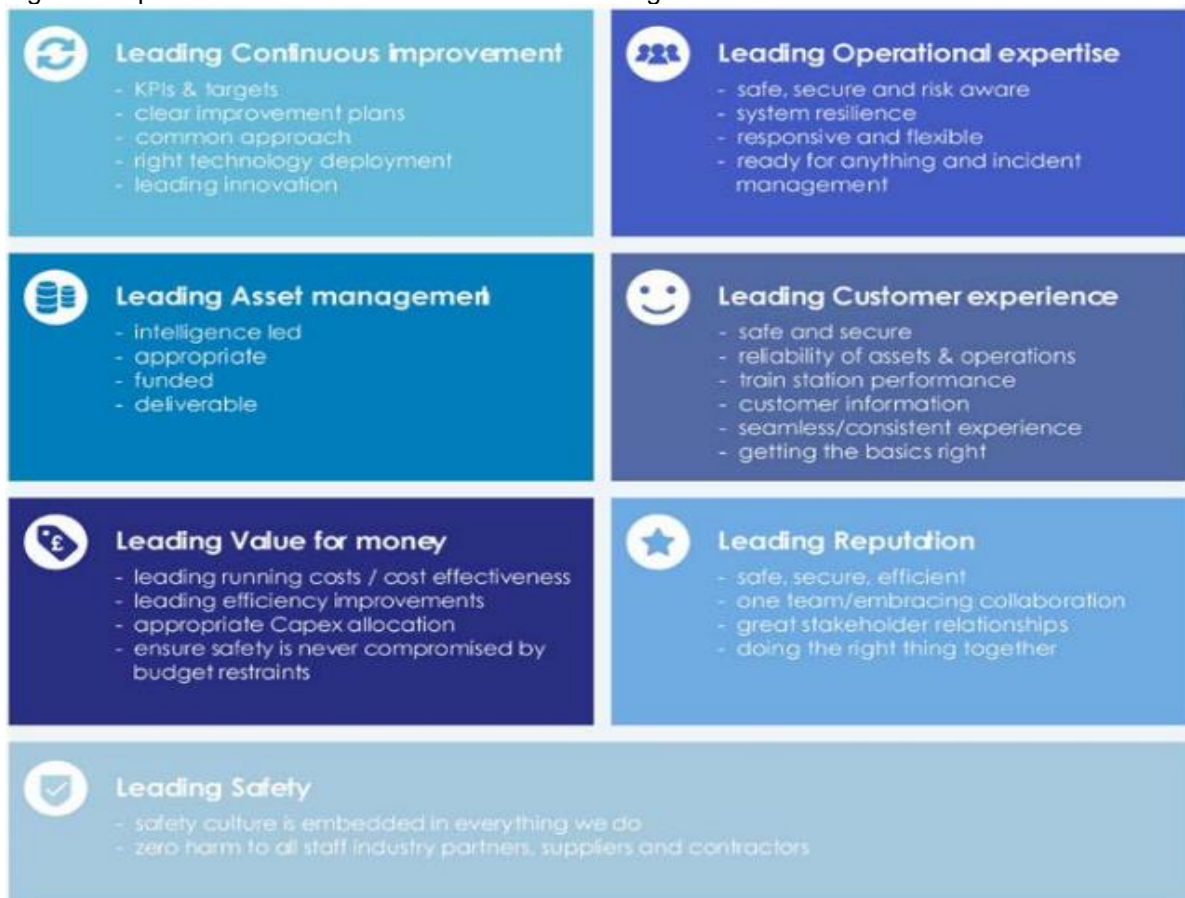 Leading Continuous improvement
- KPIs & targets
- clear improvement plans
- common approach
- right technology deployment
- leading innovation
Leading Operational expertise
- safe, secure and risk aware
- system resilience
- responsive and flexible
- ready for anything and incident
management
Leading Asset management
- intelligence led
- appropriate
- funded
- deliverable
Leading Customer experience
- safe and secure
- reliability of assets & operations
- train station performance
- customer information
- seamless/consistent experience
- getting the basics right
£
Leading Value for money
- leading running costs / cost effectiveness
- leading efficiency improvements
- appropriate Capex allocation
- ensure safety is never compromised by
budget restraints
Leading Reputation
- safe, secure, efficient
- one team/embracing collaboration
- great stakeholder relationships
- doing the right thing together
Leading Safety
- safety culture is embedded in everything we do
- zero harm to all staff industry partners, suppliers and contractors